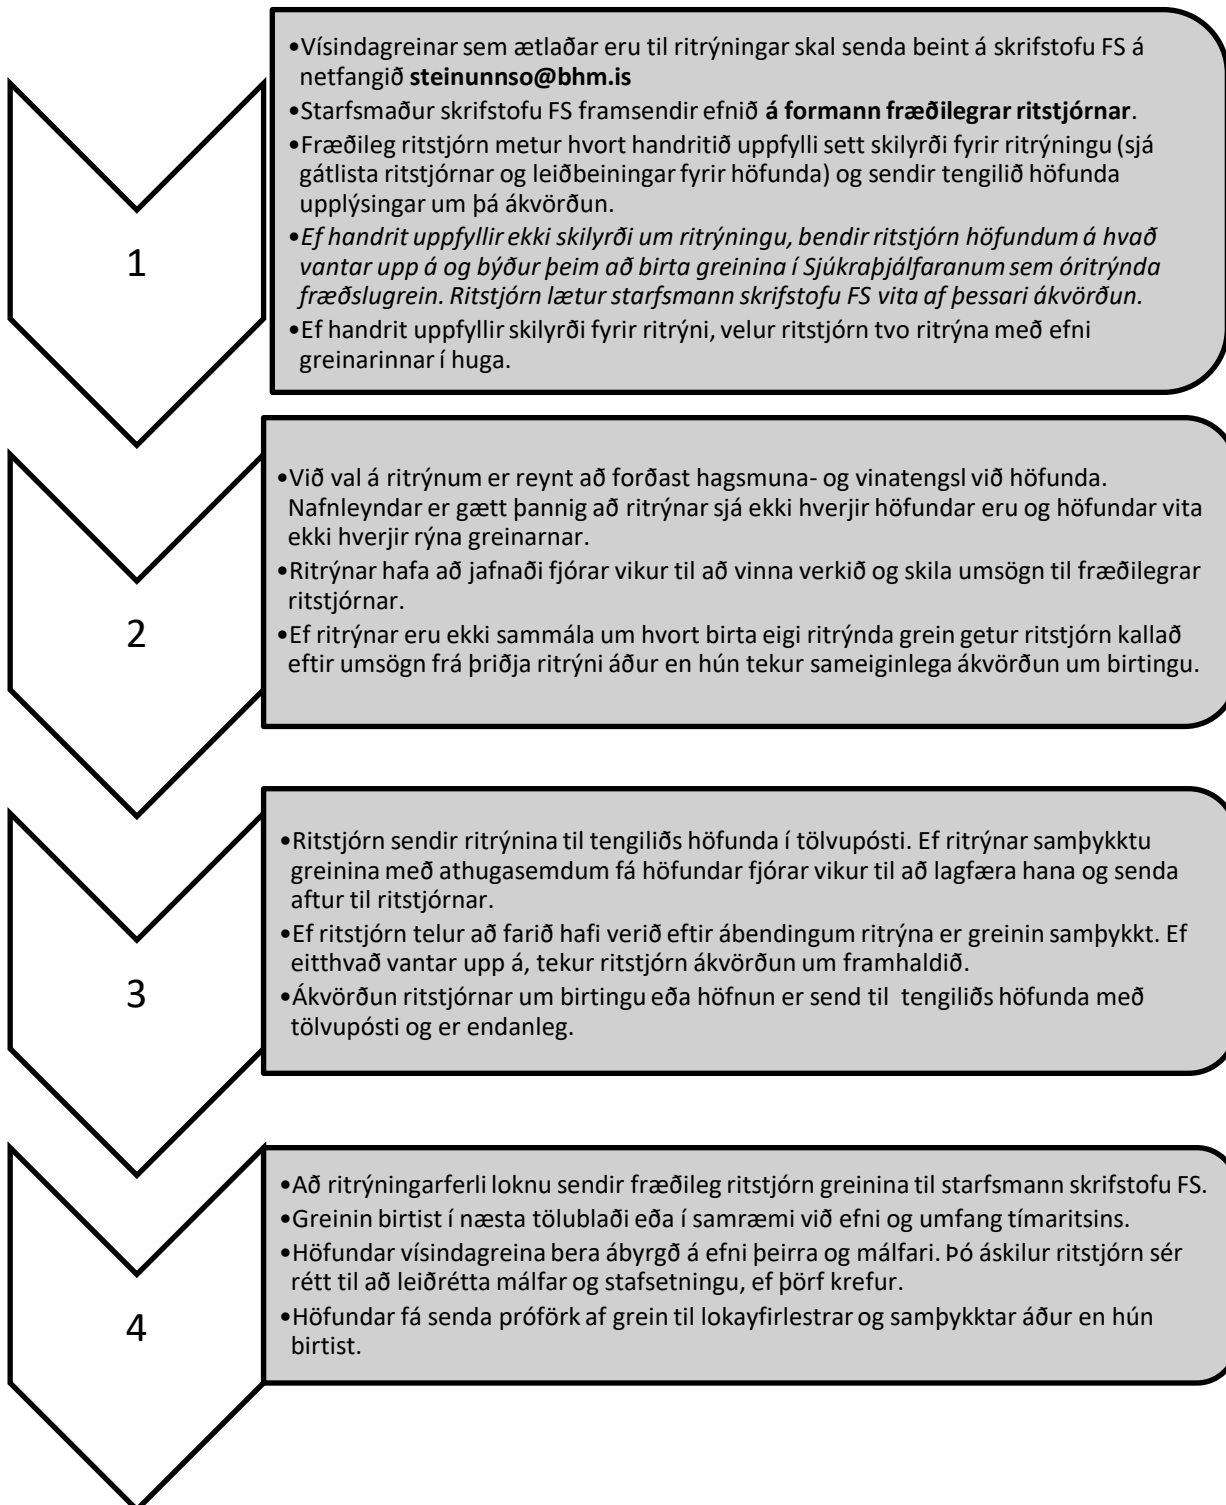 •Vísindagreinar sem ætlaðar eru til ritrýningar skal senda beint á skrifstofu FS á
netfangið steinunnso@bhm.is
•Starfsmaður skrifstofu FS framsendir efnið á formann fræðilegrar ritstjórnar.
•Fræðileg ritstjórn metur hvort handritið uppfylli sett skilyrði fyrir ritrýningu (sjá
gátlista ritstjórnar og leiðbeiningar fyrir höfunda) og sendir tengilið höfunda
upplýsingar um þá ákvörðun.
•Ef handrit uppfyllir ekki skilyrði um ritrýningu, bendir ritstjórn höfundum á hvað
vantar upp á og býður þeim að birta greinina í Sjúkraþjálfaranum sem óritrýnda
fræðslugrein. Ritstjórn lætur starfsmann skrifstofu FS vita af þessari ákvörðun.
•Ef handrit uppfyllir skilyrði fyrir ritrýni, velur ritstjórn tvo ritrýna með efni
greinarinnar í huga.
1
•Við val á ritrýnum er reynt að forðast hagsmuna- og vinatengsl við höfunda.
Nafnleyndar er gætt þannig að ritrýnar sjá ekki hverjir höfundar eru og höfundar vita
ekki hverjir rýna greinarnar.
•Ritrýnar hafa að jafnaði fjórar vikur til að vinna verkið og skila umsögn til fræðilegrar
ritstjórnar.
•Ef ritrýnar eru ekki sammála um hvort birta eigi ritrýnda grein getur ritstjórn kallað
eftir umsögn frá þriðja ritrýni áður en hún tekur sameiginlega ákvörðun um birtingu.
2
•Ritstjórn sendir ritrýnina til tengiliðs höfunda í tölvupósti. Ef ritrýnar samþykktu
greinina með athugasemdum fá höfundar fjórar vikur til að lagfæra hana og senda
aftur til ritstjórnar.
•Ef ritstjórn telur að farið hafi verið eftir ábendingum ritrýna er greinin samþykkt. Ef
eitthvað vantar upp á, tekur ritstjórn ákvörðun um framhaldið.
•Ákvörðun ritstjórnar um birtingu eða höfnun er send til  tengiliðs höfunda með
tölvupósti og er endanleg.
3
•Að ritrýningarferli loknu sendir fræðileg ritstjórn greinina til starfsmann skrifstofu FS.
•Greinin birtist í næsta tölublaði eða í samræmi við efni og umfang tímaritsins.
•Höfundar vísindagreina bera ábyrgð á efni þeirra og málfari. Þó áskilur ritstjórn sér
rétt til að leiðrétta málfar og stafsetningu, ef þörf krefur.
•Höfundar fá senda próförk af grein til lokayfirlestrar og samþykktar áður en hún
birtist.
4